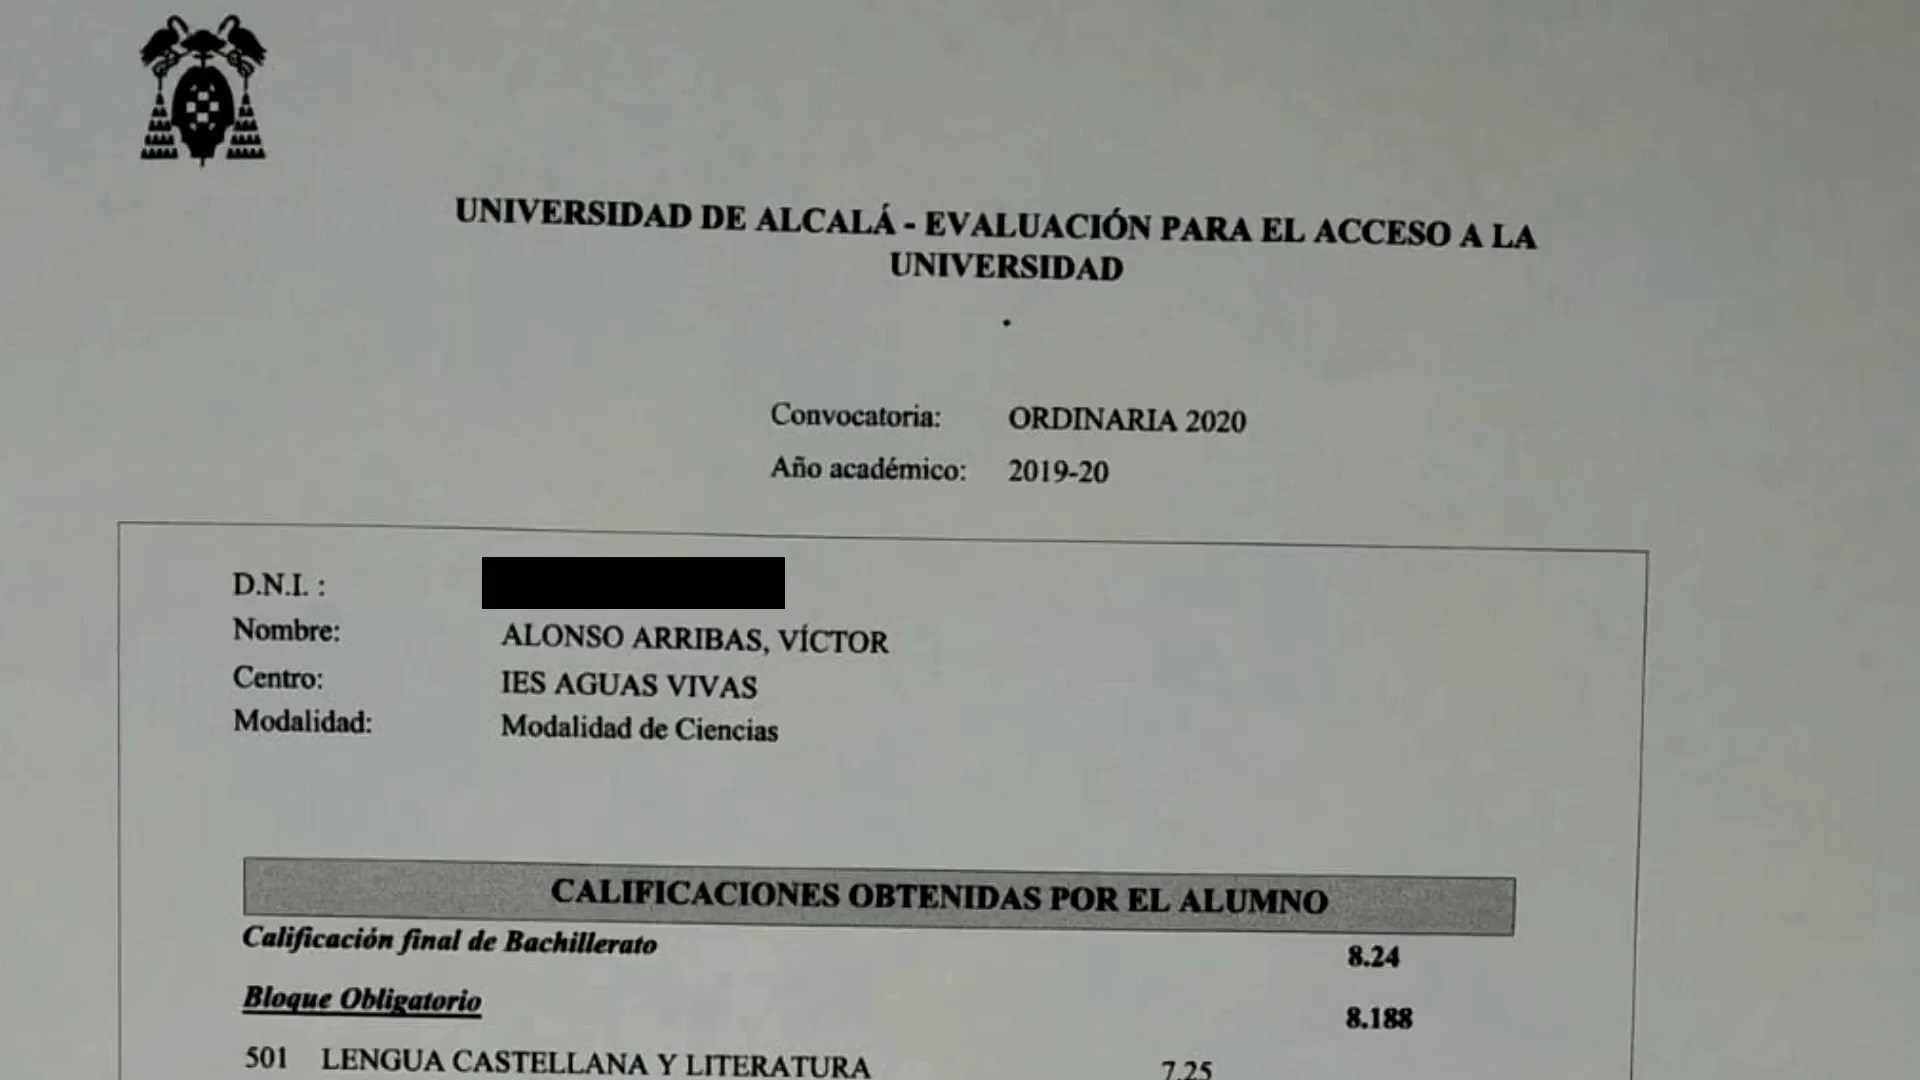 UNIVERSIDAD DE ALCALÁ - EVALUACIÓN PARA EL ACCESO A LA
UNIVERSIDAD
.
Convocatoria: ORDINARIA 2020
Año académico: 2019-20
D.N.I. :
Nombre: ALONSO ARRIBAS, VÍCTOR
Centro: IES AGUAS VIVAS
Modalidad: Modalidad de Ciencias
CALIFICACIONES OBTENIDAS POR EL ALUMNO
Calificación final de Bachillerato 8.24
Bloque Obligatorio 8.188
501 LENGUA CASTELLANA Y LITERATURA 7.25